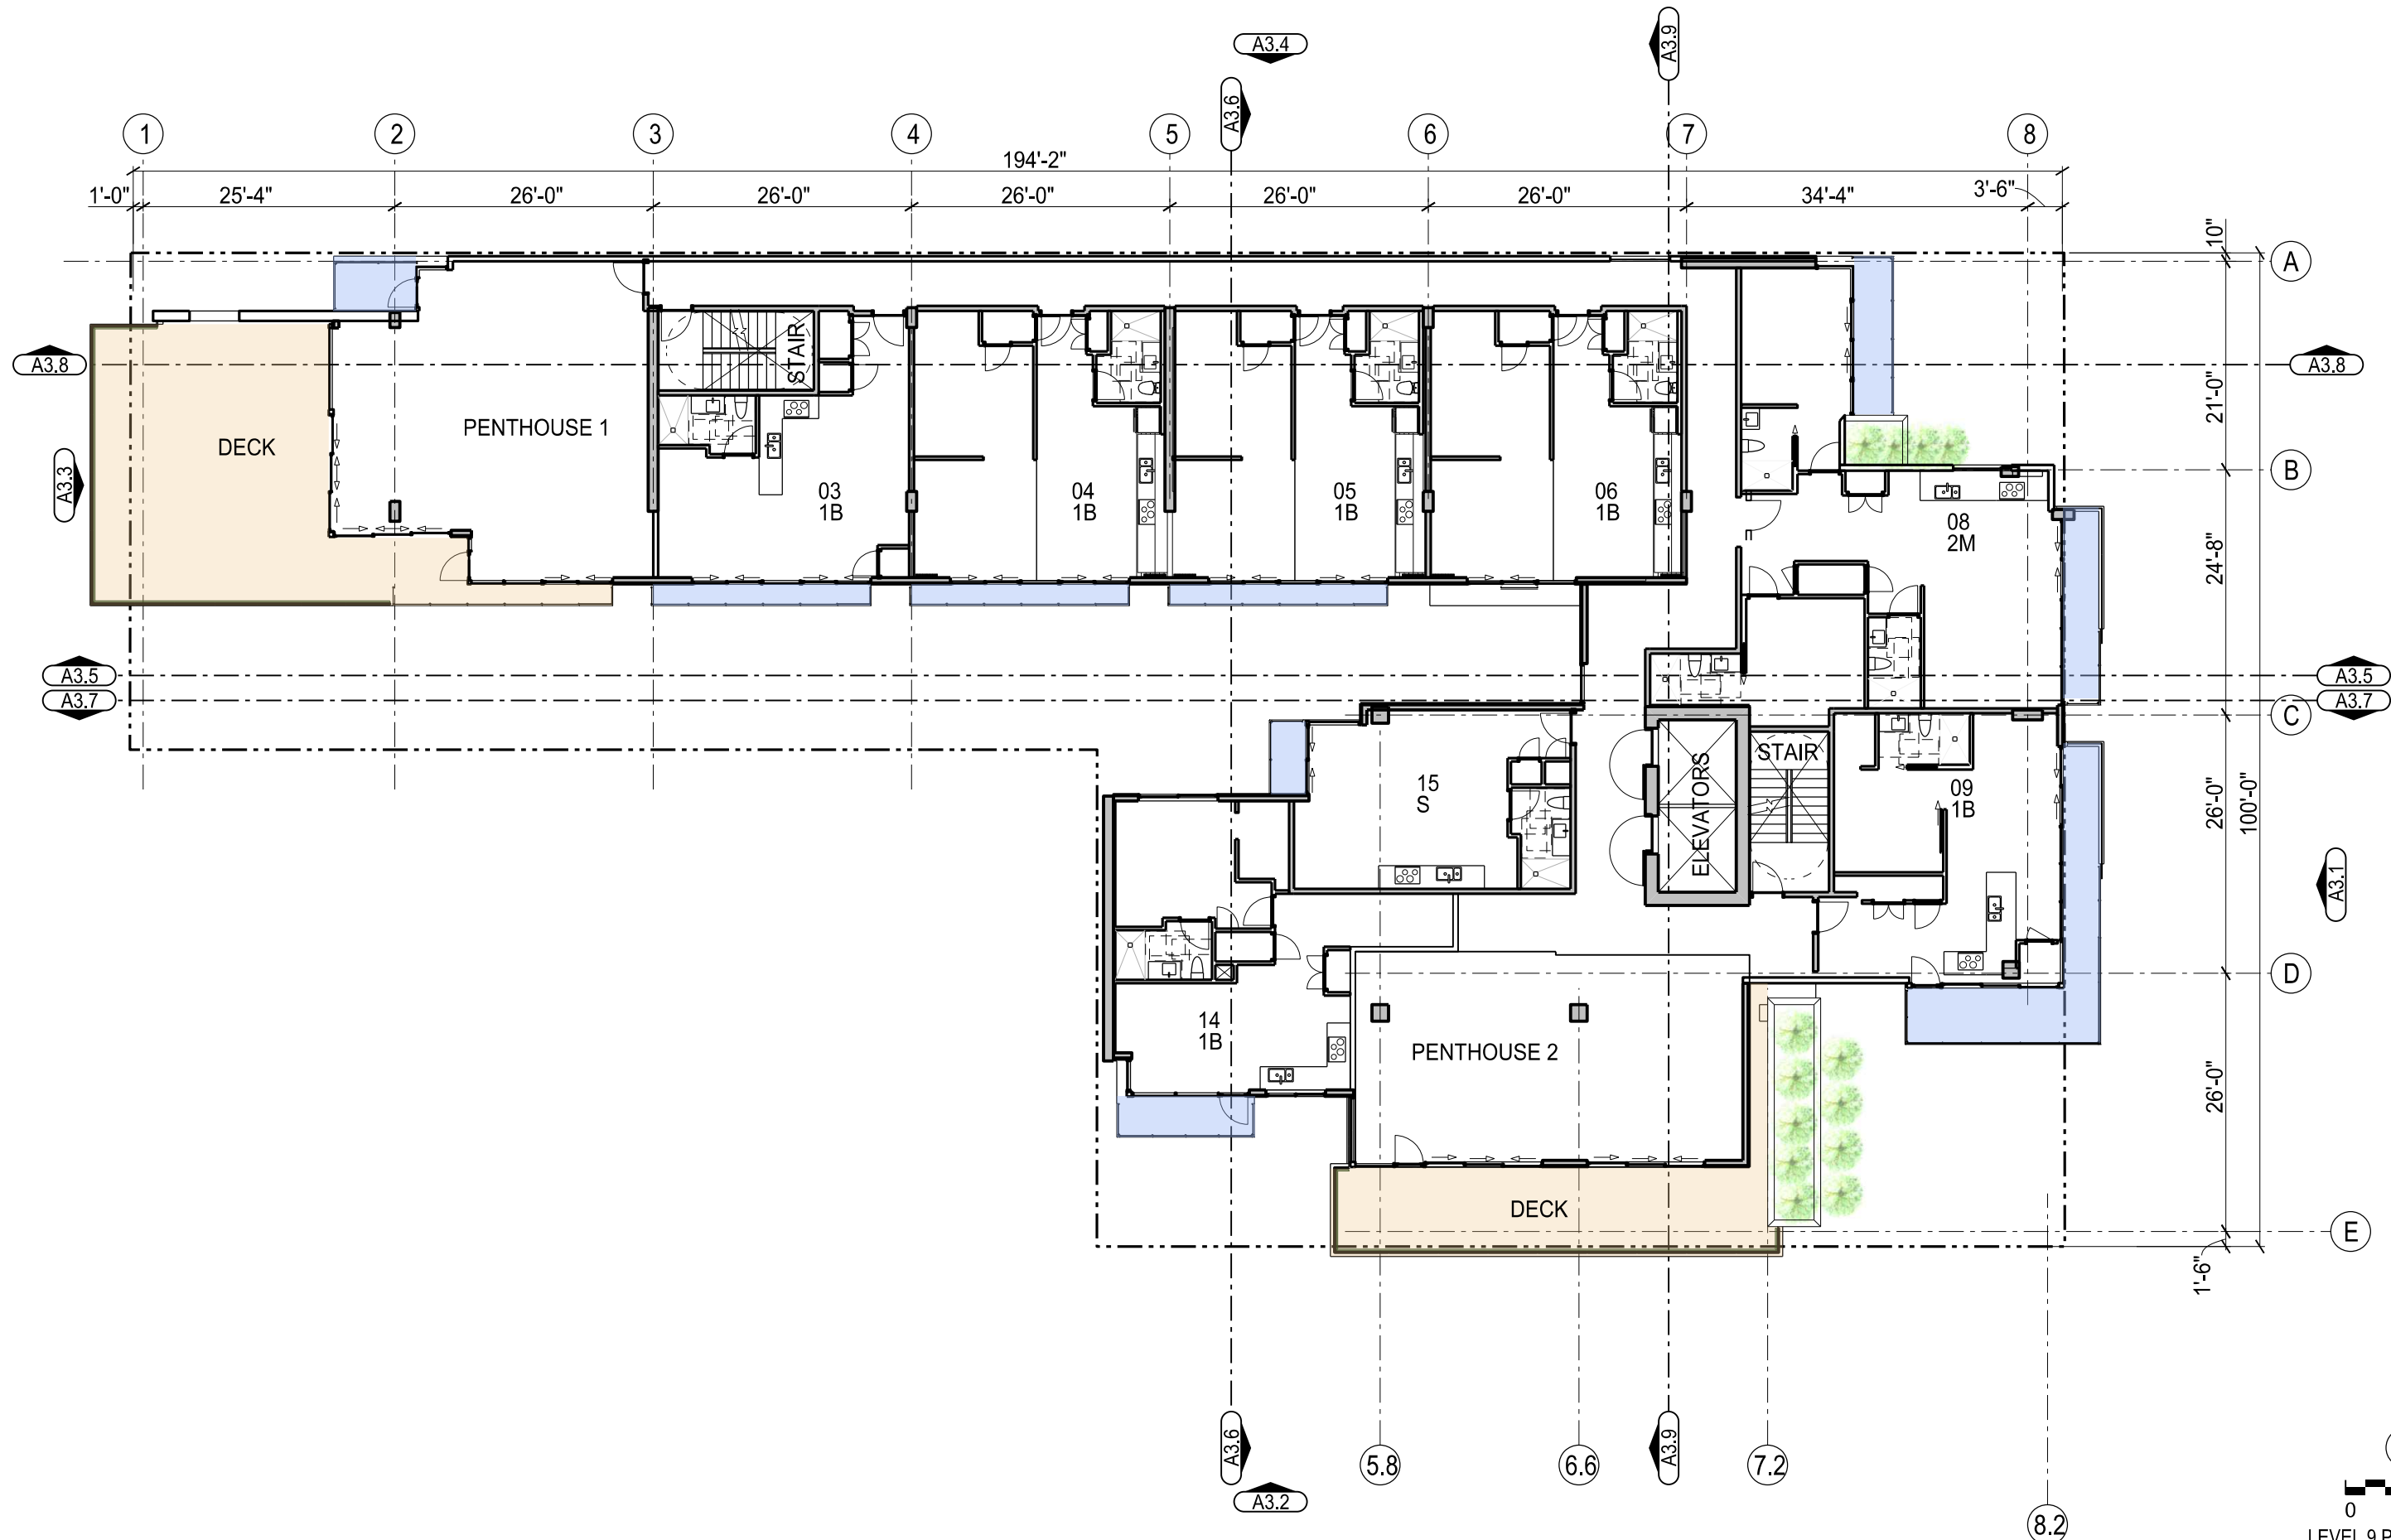 A3.4
A3.9
A3.6
1
2
3
4
5
6
7
8
194'-2"
1'-0"
25'-4"
26'-0"
26'-0"
26'-0"
26'-0"
26'-0"
34'-4"
3'-6"
10"
A
STAIR
A3.8
A3.8
21'-0"
DECK
PENTHOUSE 1
A3.3
B
03
1B
04
1B
05
1B
06
1B
08
2M
24'-8"
A3.5
A3.7
A3.5
A3.7
C
STAIR
ELEVATORS
15
S
09
1B
26'-0"
100'-0"
A3.1
D
14
1B
PENTHOUSE 2
26'-0"
DECK
E
1'-6"
A3.6
A3.9
5.8
6.6
7.2
A3.2
8.2
0
LEVEL 9 P